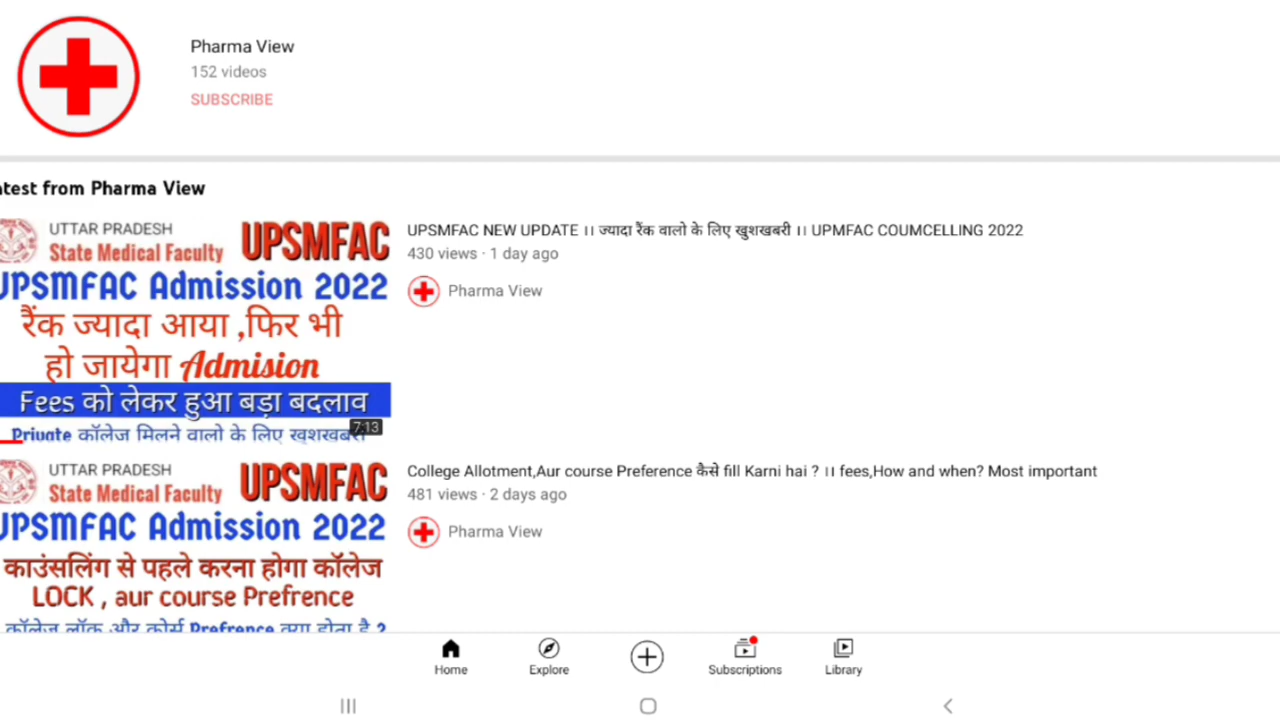 Pharma View
152 videos
SUBSCRIBE
test from Pharma View
UTTAR PRADESH
State Medical Faculty
UPSMFAC
UPSMFAC Admission 2022
रैंक ज्यादा आया ,फिर भी
हो जायेगा Admision
Fees को लेकर हुआ बड़ा बदलाव
Private कॉलेज मिलने वालो के लिए खुशखबरी
7:13
UPSMFAC NEW UPDATE ।। ज्यादा रैंक वालो के लिए खुशखबरी ।। UPMFAC COUMCELLING 2022
430 views · 1 day ago
Pharma View
UTTAR PRADESH
State Medical Faculty
UPSMFAC
UPSMFAC Admission 2022
काउंसलिंग से पहले करना होगा कॉलेज
LOCK , aur course Prefrence
कॉलेज लॉक और कोर्स Prefrence क्या होता है ?
College Allotment,Aur course Preference कैसे fill Karni hai ? ।। fees,How and when? Most important
481 views · 2 days ago
Pharma View
Home
Explore
Subscriptions
Library